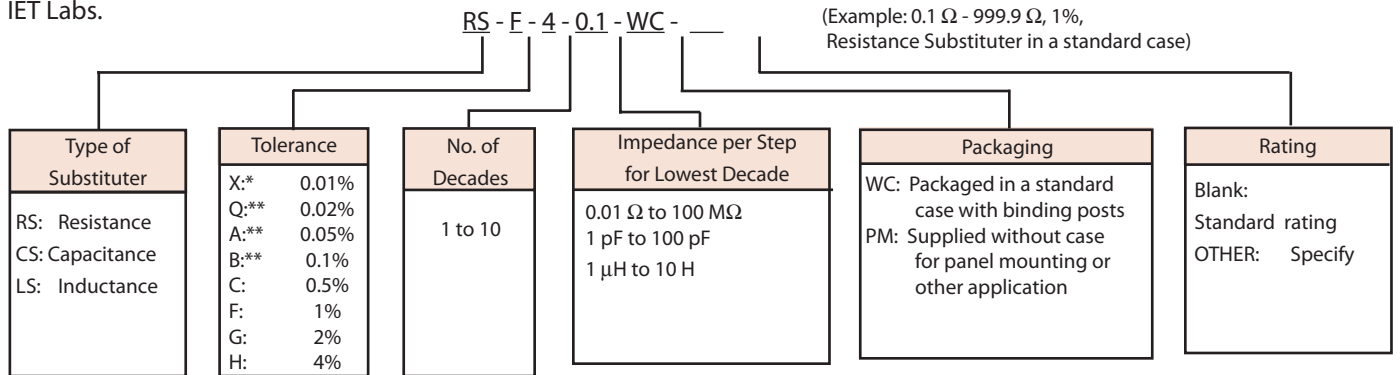 IET Labs.
RS - F - 4 - 0.1 - WC - ___
(Example: 0.1 Ω - 999.9 Ω, 1%,
Resistance Substituter in a standard case)
Type of
Substituter
RS: Resistance
CS: Capacitance
LS: Inductance
Tolerance
X:* 0.01%
Q:** 0.02%
A:** 0.05%
B:** 0.1%
C: 0.5%
F: 1%
G: 2%
H: 4%
No. of
Decades
1 to 10
Impedance per Step
for Lowest Decade
0.01 Ω to 100 MΩ
1 pF to 100 pF
1 µH to 10 H
Packaging
WC: Packaged in a standard
case with binding posts
PM: Supplied without case
for panel mounting or
other application
Rating
Blank:
Standard rating
OTHER: Specify